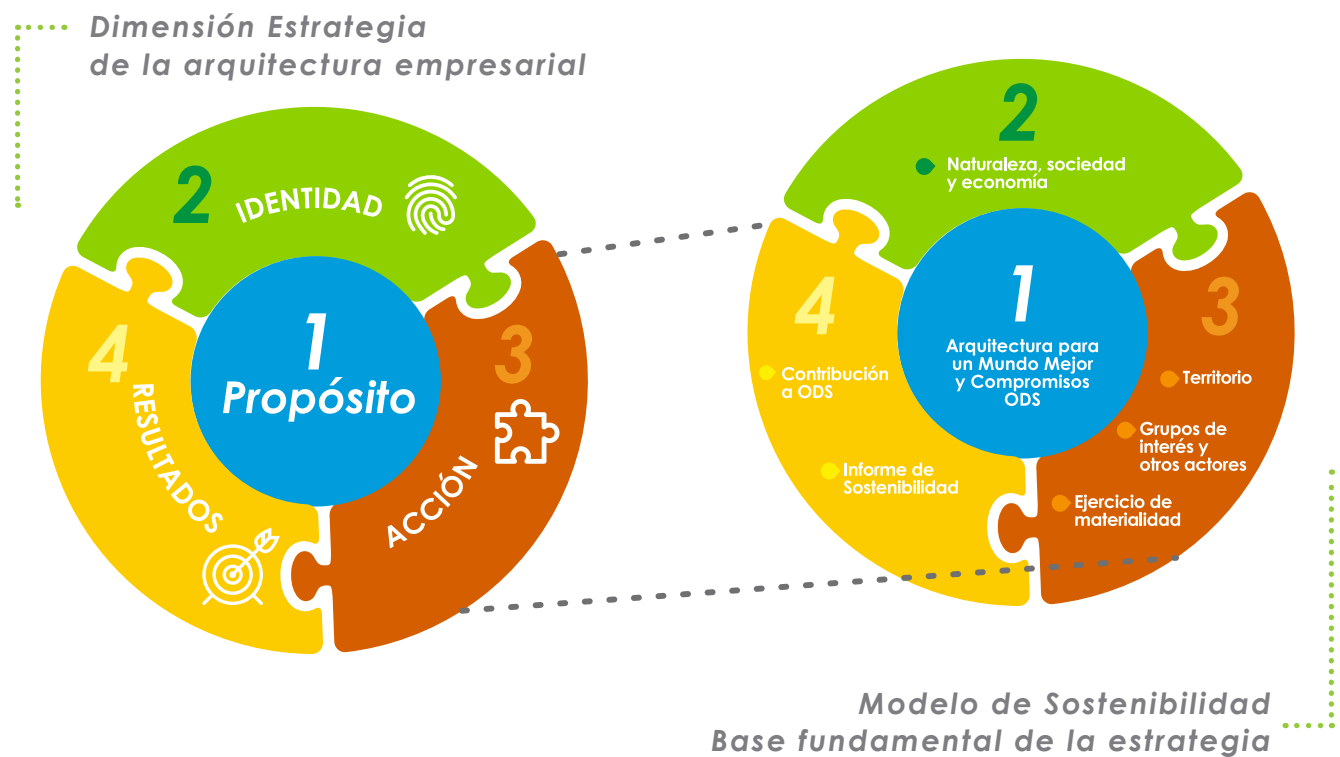 Dimensión Estrategia
de la arquitectura empresarial
2
IDENTIDAD
1
Propósito
3
ACCIÓN
4
RESULTADOS
2
Naturaleza, sociedad
y economía
1
Arquitectura para
un Mundo Mejor
y Compromisos
ODS
3
Territorio
Grupos de
interés y
otros actores
Ejercicio de
materialidad
4
Contribución
a ODS
Informe de
Sostenibilidad
Modelo de Sostenibilidad
Base fundamental de la estrategia